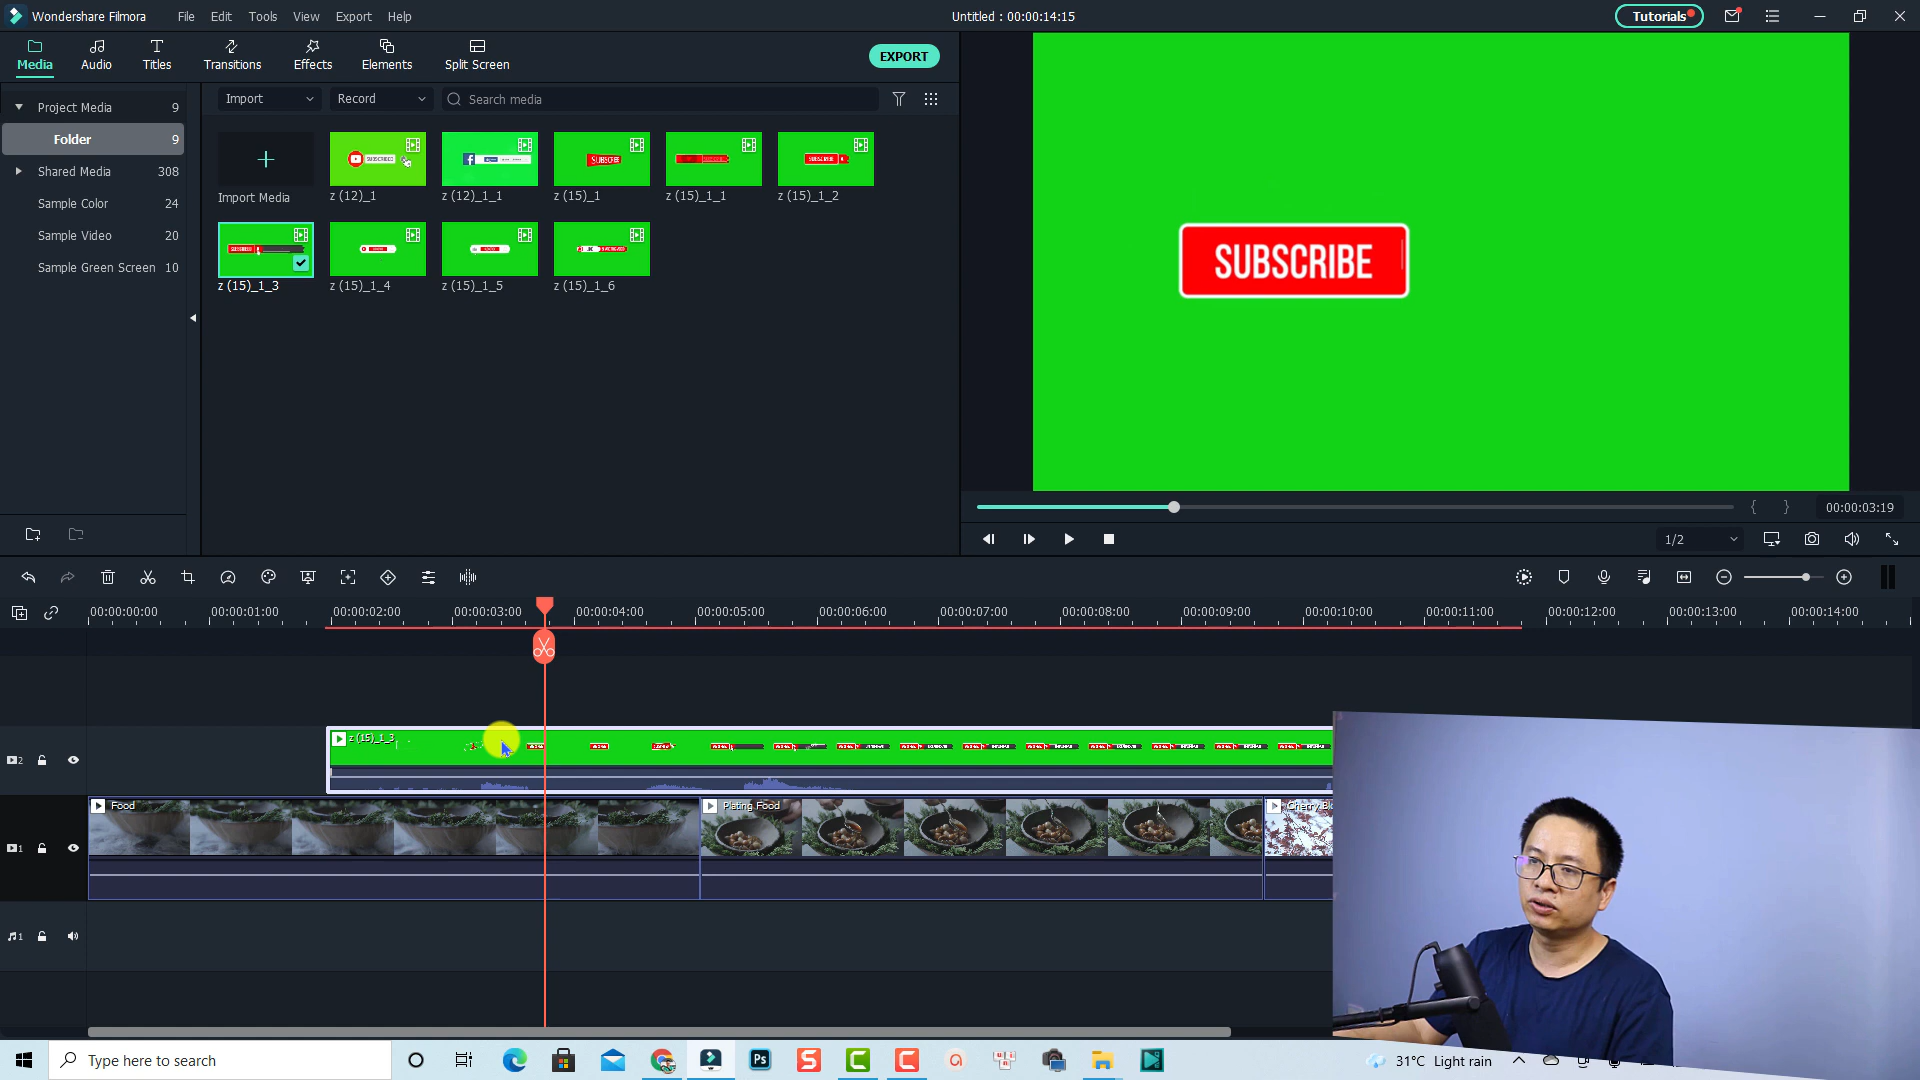 Wondershare Filmora File Edit Tools View Export Help Untitled : 00:00:14:15 Tutorials
Media Audio Titles Transitions Effects Elements Split Screen EXPORT
Project Media 9
Folder 9
Shared Media 308
Sample Color 24
Sample Video 20
Sample Green Screen 10
Import Record Search media
Import Media z (12)_1 z (12)_1_1 z (15)_1 z (15)_1_1 z (15)_1_2
z (15)_1_3 z (15)_1_4 z (15)_1_5 z (15)_1_6
SUBSCRIBE
{ } 00:00:03:19
1/2
00:00:00:00 00:00:01:00 00:00:02:00 00:00:03:00 00:00:04:00 00:00:05:00 00:00:06:00 00:00:07:00 00:00:08:00 00:00:09:00 00:00:10:00 00:00:11:00 00:00:12:00 00:00:13:00 00:00:14:00
2 z (15)_1_3
1 Food Plating Food
1
Type here to search Ps S C C 31°C Light rain